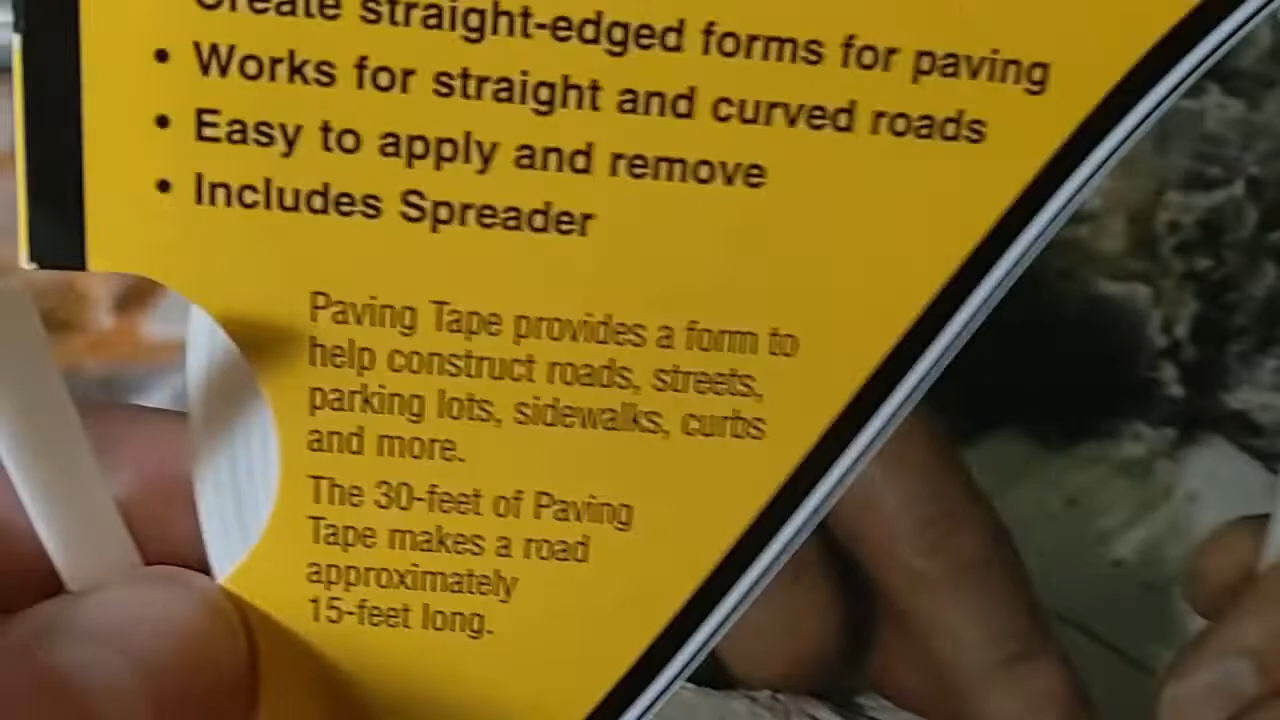 Create straight-edged forms for paving
• Works for straight and curved roads
• Easy to apply and remove
• Includes Spreader
Paving Tape provides a form to
help construct roads, streets,
parking lots, sidewalks, curbs
and more.
The 30-feet of Paving
Tape makes a road
approximately
15-feet long.